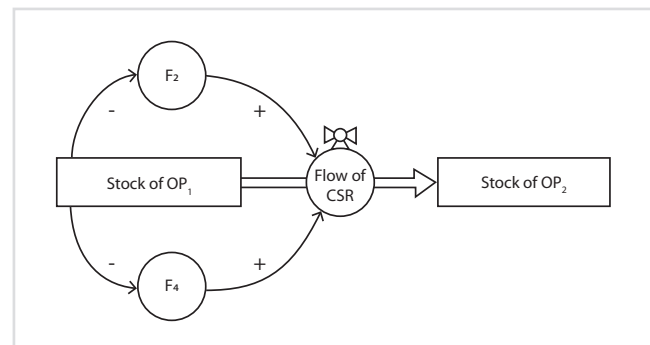 F₂
-
+
Stock of OP₁
Flow of
CSR
Stock of OP₂
-
+
F₄